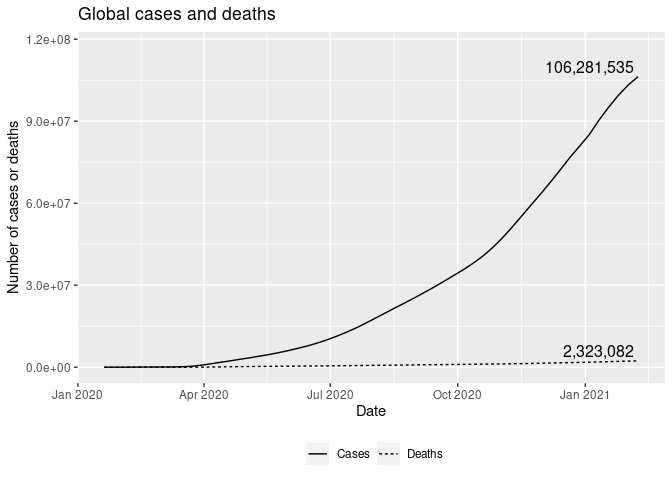 Global cases and deaths
Number of cases or deaths
1.2e+08
9.0e+07
6.0e+07
3.0e+07
0.0e+00
106,281,535
2,323,082
Jan 2020 Apr 2020 Jul 2020 Oct 2020 Jan 2021
Date
Cases Deaths